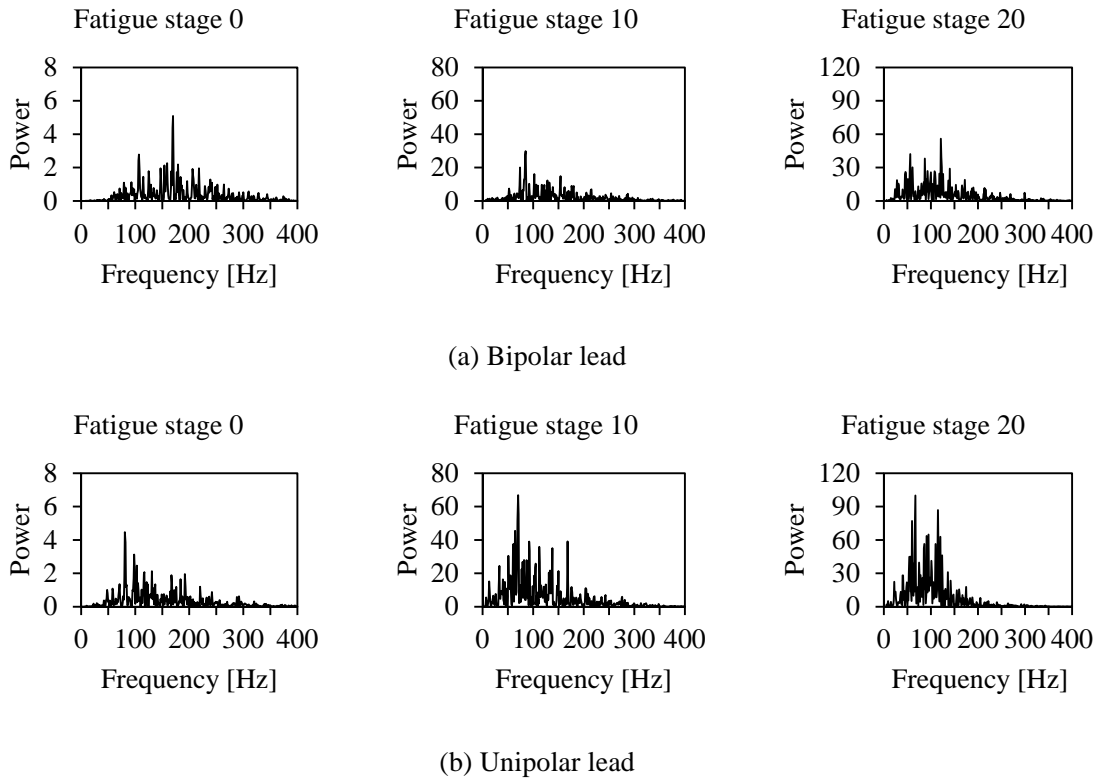 Fatigue stage 0 Fatigue stage 10 Fatigue stage 20
8 80 120
6 60 90
4 40 60
2 20 30
0 0 0
0 100 200 300 400 0 100 200 300 400 0 100 200 300 400
Power Power Power
Frequency [Hz] Frequency [Hz] Frequency [Hz]
(a) Bipolar lead
Fatigue stage 0 Fatigue stage 10 Fatigue stage 20
8 80 120
6 60 90
4 40 60
2 20 30
0 0 0
0 100 200 300 400 0 100 200 300 400 0 100 200 300 400
Power Power Power
Frequency [Hz] Frequency [Hz] Frequency [Hz]
(b) Unipolar lead